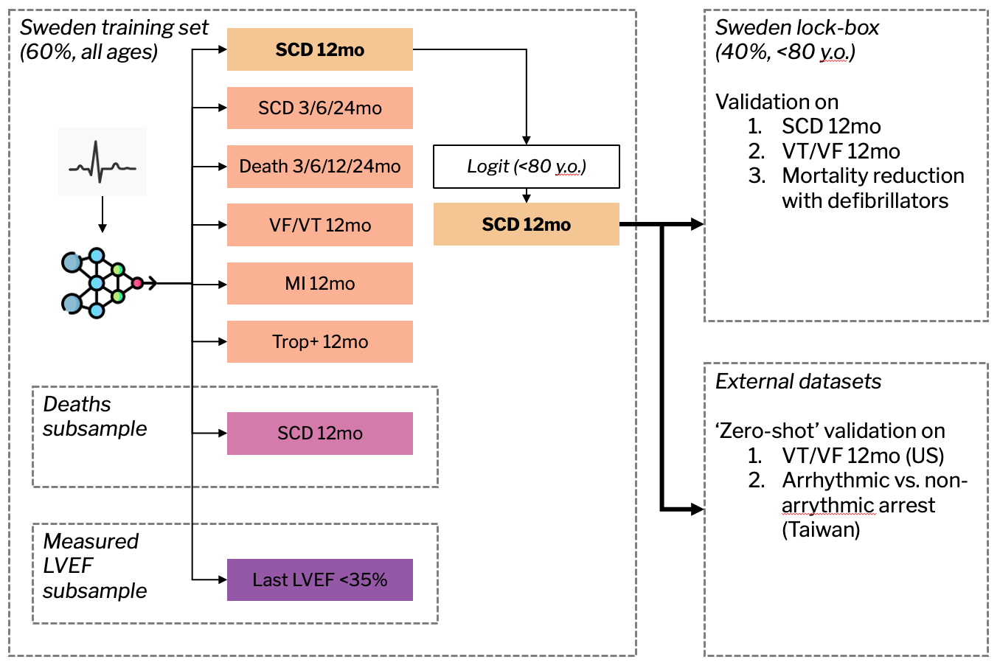 Sweden training set
(60%, all ages)
SCD 12mo
SCD 3/6/24mo
Death 3/6/12/24mo
VF/VT 12mo
MI 12mo
Trop+ 12mo
Deaths
subsample
SCD 12mo
Measured
LVEF
subsample
Last LVEF <35%
Logit (<80 y.o.)
SCD 12mo
Sweden lock-box
(40%, <80 y.o.)
Validation on
1. SCD 12mo
2. VT/VF 12mo
3. Mortality reduction
with defibrillators
External datasets
‘Zero-shot’ validation on
1. VT/VF 12mo (US)
2. Arrhythmic vs. non-
arrythmic arrest
(Taiwan)